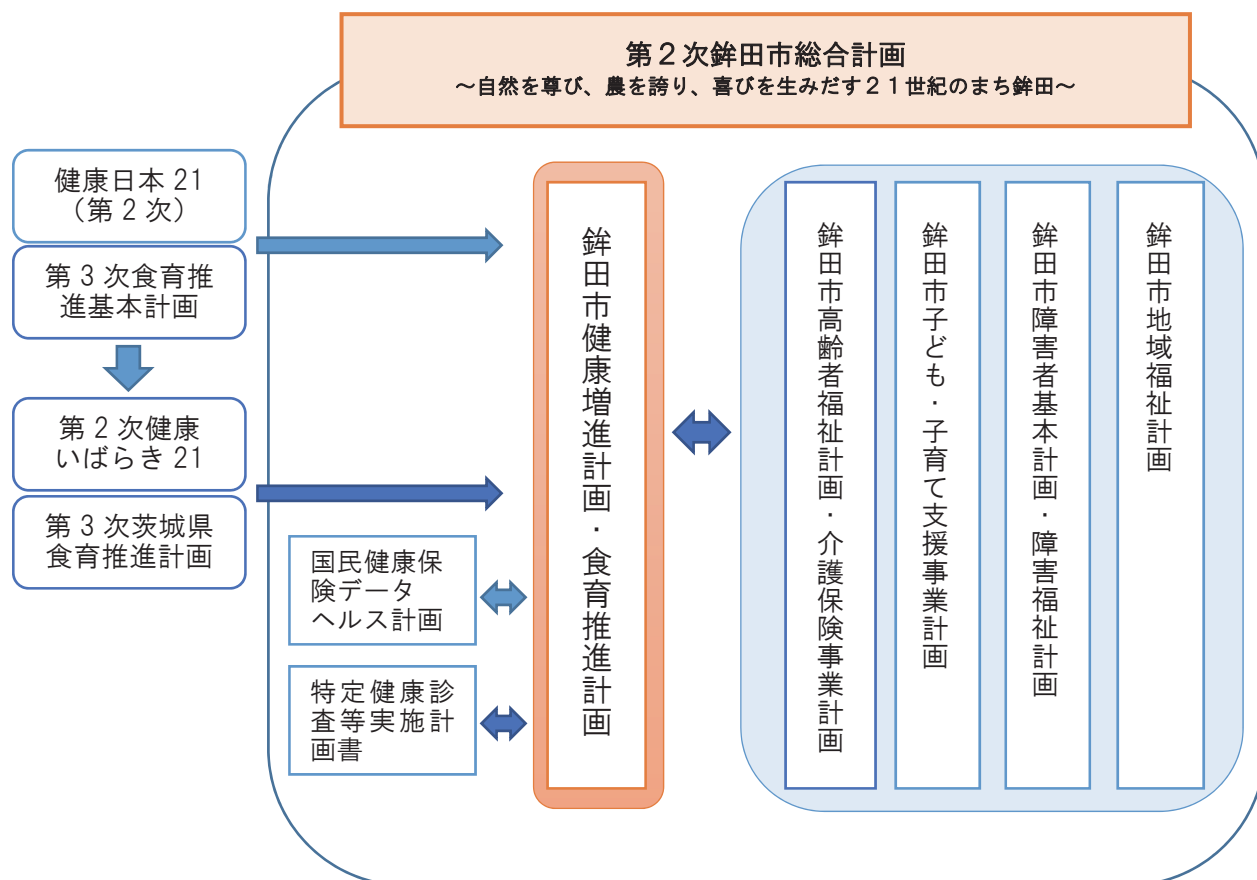 第２次鉾田市総合計画
～自然を尊び、農を誇り、喜びを生みだす２１世紀のまち鉾田～
健康日本 21
（第 2 次）
第 3 次食育推
進基本計画
第 2 次健康
いばらき 21
第 3 次茨城県
食育推進計画
国民健康保
険データ
ヘルス計画
特定健康診
査等実施計
画書
鉾田市健康増進計画・食育推進計画
鉾田市高齢者福祉計画・介護保険事業計画
鉾田市子ども・子育て支援事業計画
鉾田市障害者基本計画・障害福祉計画
鉾田市地域福祉計画